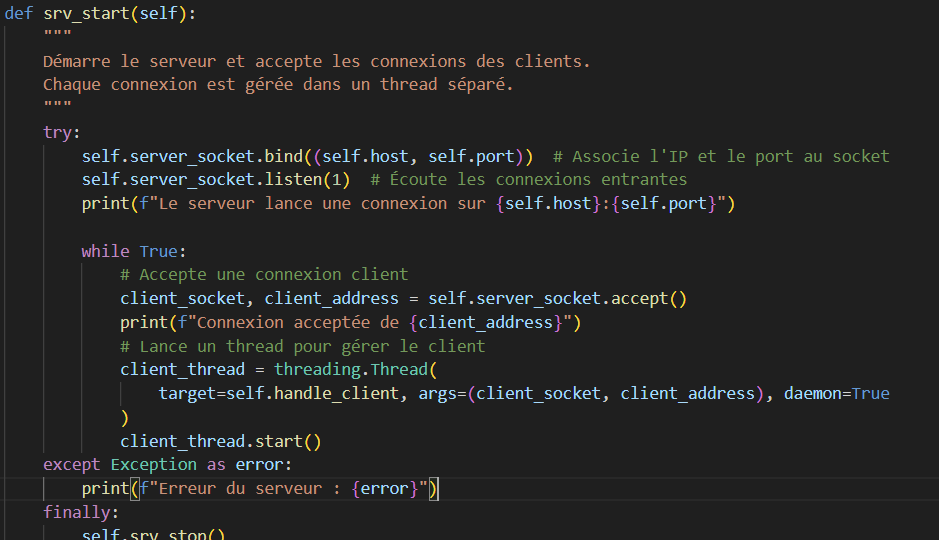 def srv_start(self):
"""
Démarre le serveur et accepte les connexions des clients.
Chaque connexion est gérée dans un thread séparé.
"""
try:
self.server_socket.bind((self.host, self.port))  # Associe l'IP et le port au socket
self.server_socket.listen(1)  # Écoute les connexions entrantes
print(f"Le serveur lance une connexion sur {self.host}:{self.port}")
while True:
# Accepte une connexion client
client_socket, client_address = self.server_socket.accept()
print(f"Connexion acceptée de {client_address}")
# Lance un thread pour gérer le client
client_thread = threading.Thread(
target=self.handle_client, args=(client_socket, client_address), daemon=True
)
client_thread.start()
except Exception as error:
print(f"Erreur du serveur : {error}")
finally:
self.srv_stop()